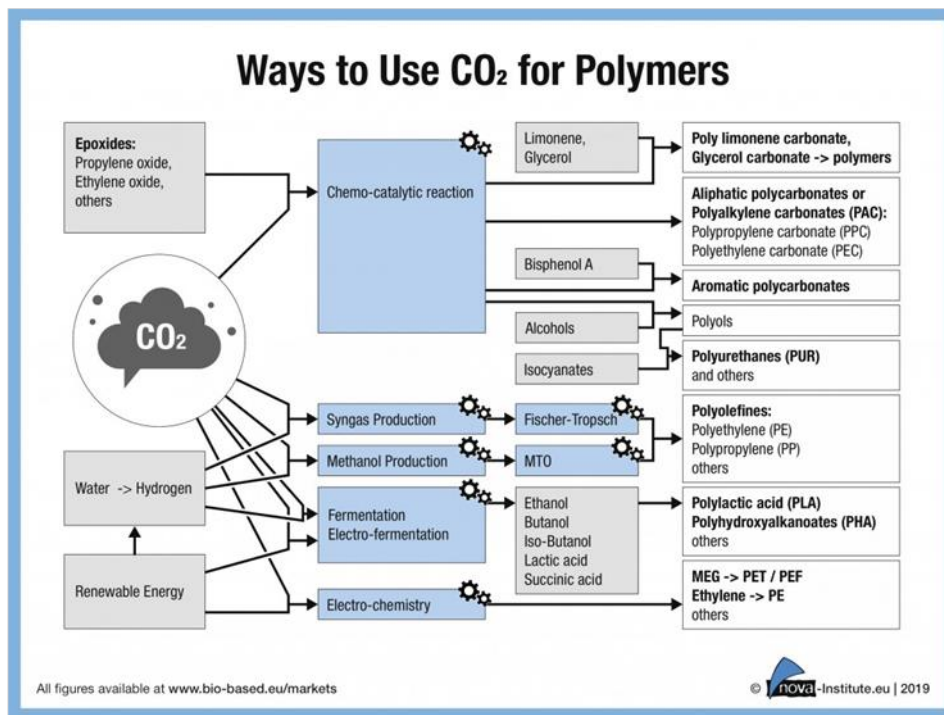 Ways to Use CO₂ for Polymers
Epoxides:
Propylene oxide,
Ethylene oxide,
others
Chemo-catalytic reaction
Limonene,
Glycerol
Poly limonene carbonate,
Glycerol carbonate -> polymers
Aliphatic polycarbonates or
Polyalkylene carbonates (PAC):
Polypropylene carbonate (PPC)
Polyethylene carbonate (PEC)
Bisphenol A
Aromatic polycarbonates
CO₂
Alcohols
Polyols
Isocyanates
Polyurethanes (PUR)
and others
Syngas Production
Fischer-Tropsch
Polyolefines:
Polyethylene (PE)
Polypropylene (PP)
others
Methanol Production
MTO
Water -> Hydrogen
Fermentation
Electro-fermentation
Ethanol
Butanol
Iso-Butanol
Lactic acid
Succinic acid
Polylactic acid (PLA)
Polyhydroxyalkanoates (PHA)
others
Renewable Energy
Electro-chemistry
MEG -> PET / PEF
Ethylene -> PE
others
All figures available at www.bio-based.eu/markets
© nova-Institute.eu | 2019